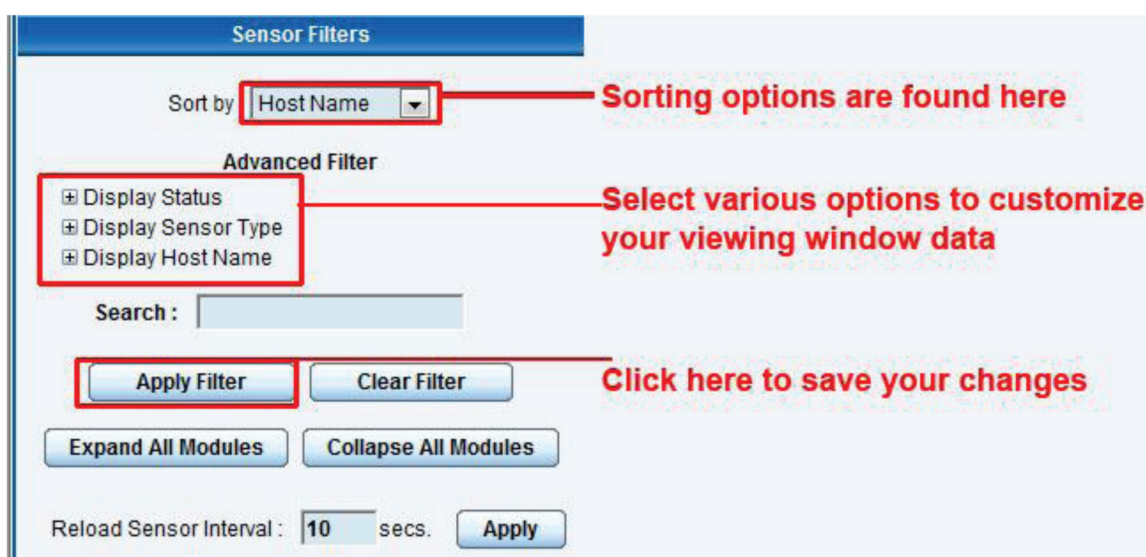 Sensor Filters
Sort by Host Name
Sorting options are found here
Advanced Filter
Display Status
Display Sensor Type
Display Host Name
Select various options to customize
your viewing window data
Search :
Apply Filter Clear Filter
Click here to save your changes
Expand All Modules Collapse All Modules
Reload Sensor Interval : 10 secs. Apply